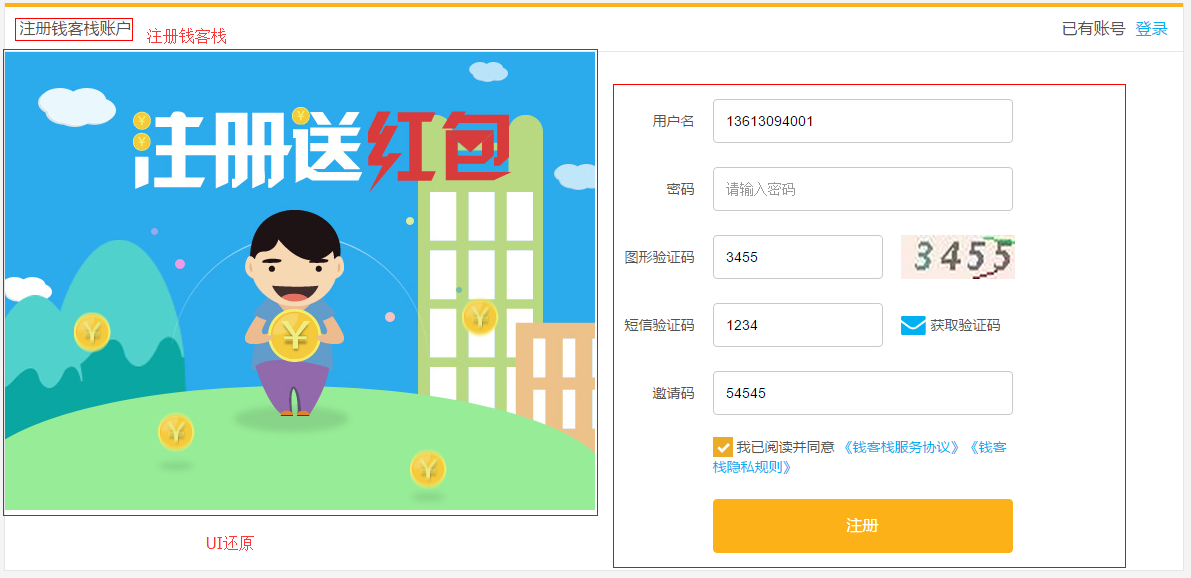 注册钱客栈账户
注册钱客栈
已有账号 登录
注册送红包
用户名 13613094001
密码 请输入密码
图形验证码 3455 3455
短信验证码 1234 获取验证码
邀请码 54545
我已阅读并同意 《钱客栈服务协议》《钱客
栈隐私规则》
注册
UI还原